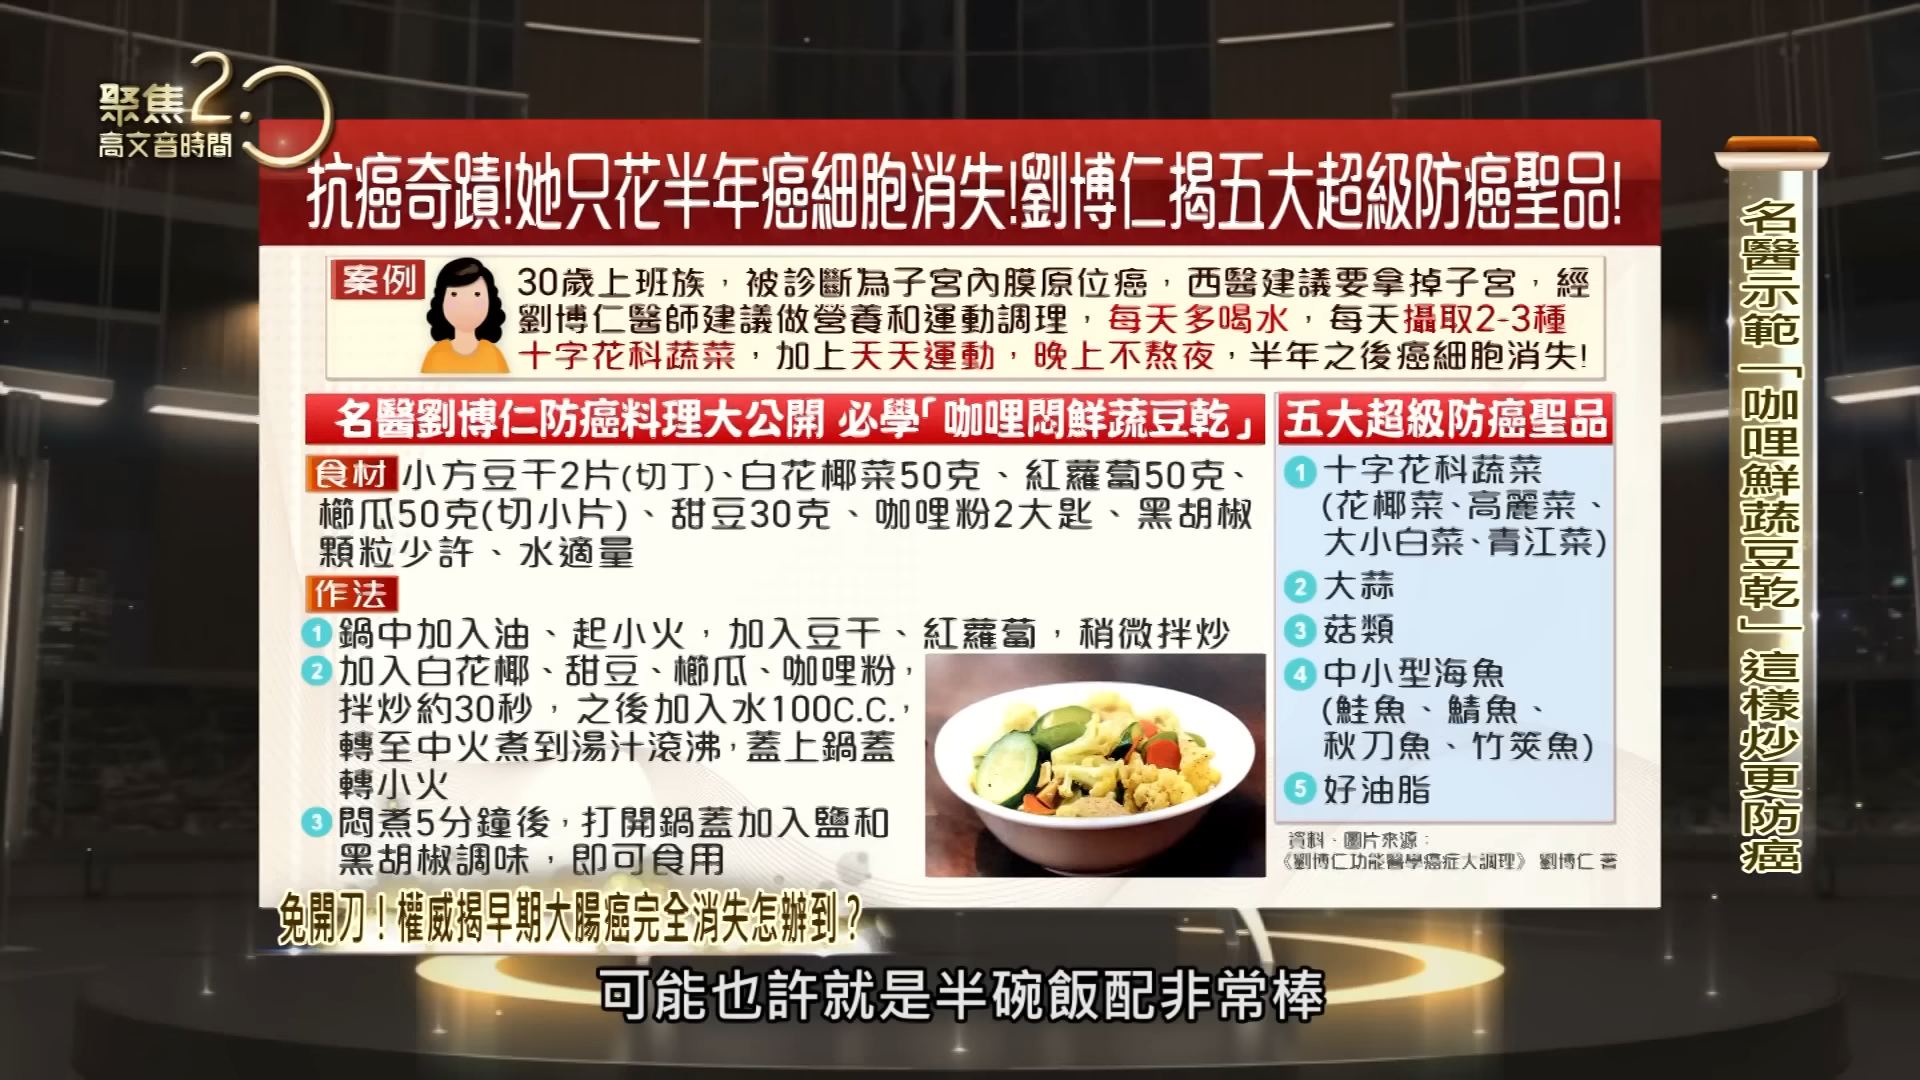 聚焦2.0
高文音時間
抗癌奇蹟!她只花半年癌細胞消失!劉博仁揭五大超級防癌聖品!
案例
30歲上班族，被診斷為子宮內膜原位癌，西醫建議要拿掉子宮，經
劉博仁醫師建議做營養和運動調理，每天多喝水，每天攝取2-3種
十字花科蔬菜，加上天天運動，晚上不熬夜，半年之後癌細胞消失!
名醫劉博仁防癌料理大公開 必學「咖哩悶鮮蔬豆乾」
食材 小方豆干2片(切丁)、白花椰菜50克、紅蘿蔔50克、
櫛瓜50克(切小片)、甜豆30克、咖哩粉2大匙、黑胡椒
顆粒少許、水適量
作法
1 鍋中加入油、起小火，加入豆干、紅蘿蔔，稍微拌炒
2 加入白花椰、甜豆、櫛瓜、咖哩粉，
拌炒約30秒，之後加入水100C.C.，
轉至中火煮到湯汁滾沸，蓋上鍋蓋
轉小火
3 悶煮5分鐘後，打開鍋蓋加入鹽和
黑胡椒調味，即可食用
五大超級防癌聖品
1 十字花科蔬菜
(花椰菜、高麗菜、
大小白菜、青江菜)
2 大蒜
3 菇類
4 中小型海魚
(鮭魚、鯖魚、
秋刀魚、竹筴魚)
5 好油脂
資料、圖片來源：
《劉博仁功能醫學癌症大調理》 劉博仁 著
名醫示範「咖哩鮮蔬豆乾」這樣炒更防癌
免開刀！權威揭早期大腸癌完全消失怎辦到？
可能也許就是半碗飯配非常棒